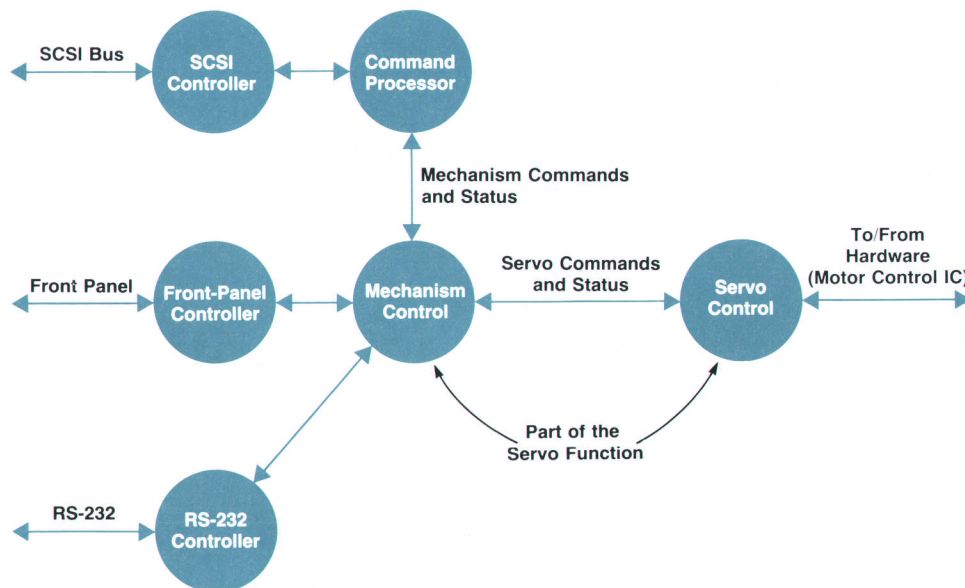 SCSI Bus
SCSI
Controller
Command
Processor
Mechanism Commands
and Status
Front Panel
Front-Panel
Controller
Mechanism
Control
Servo Commands
and Status
Servo
Control
To/From
Hardware
(Motor Control IC)
Part of the
Servo Function
RS-232
RS-232
Controller